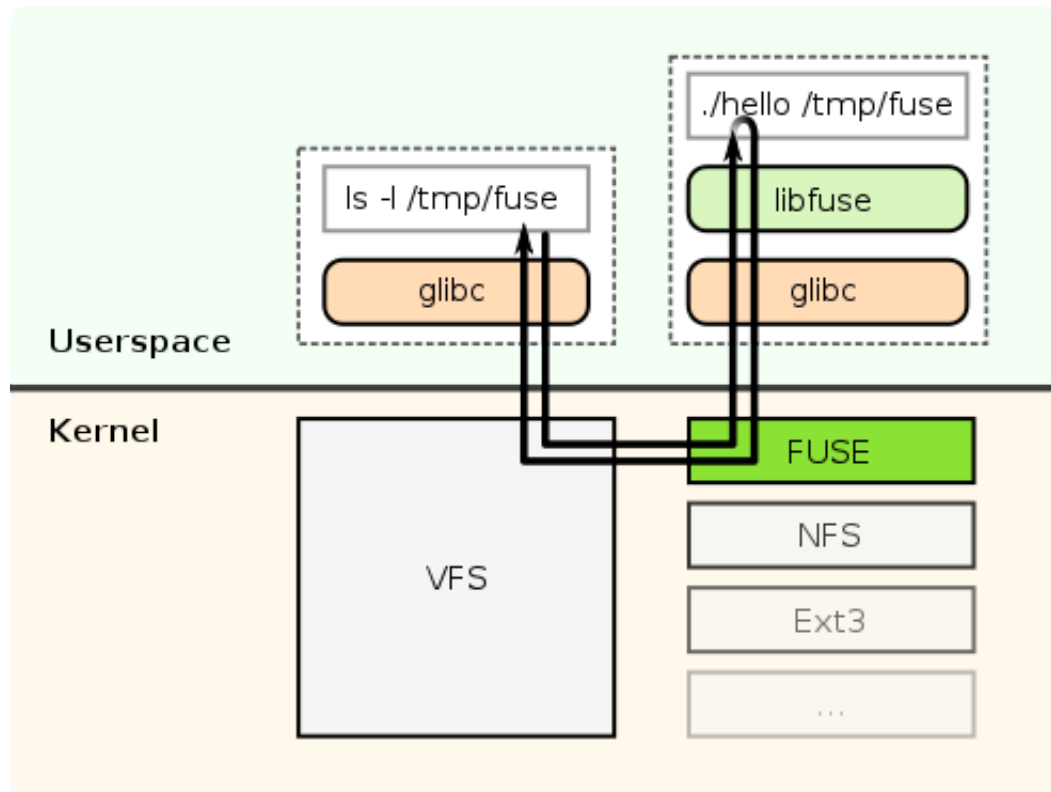 ./hello /tmp/fuse
ls -l /tmp/fuse
libfuse
glibc
glibc
Userspace
Kernel
FUSE
NFS
VFS
Ext3
...